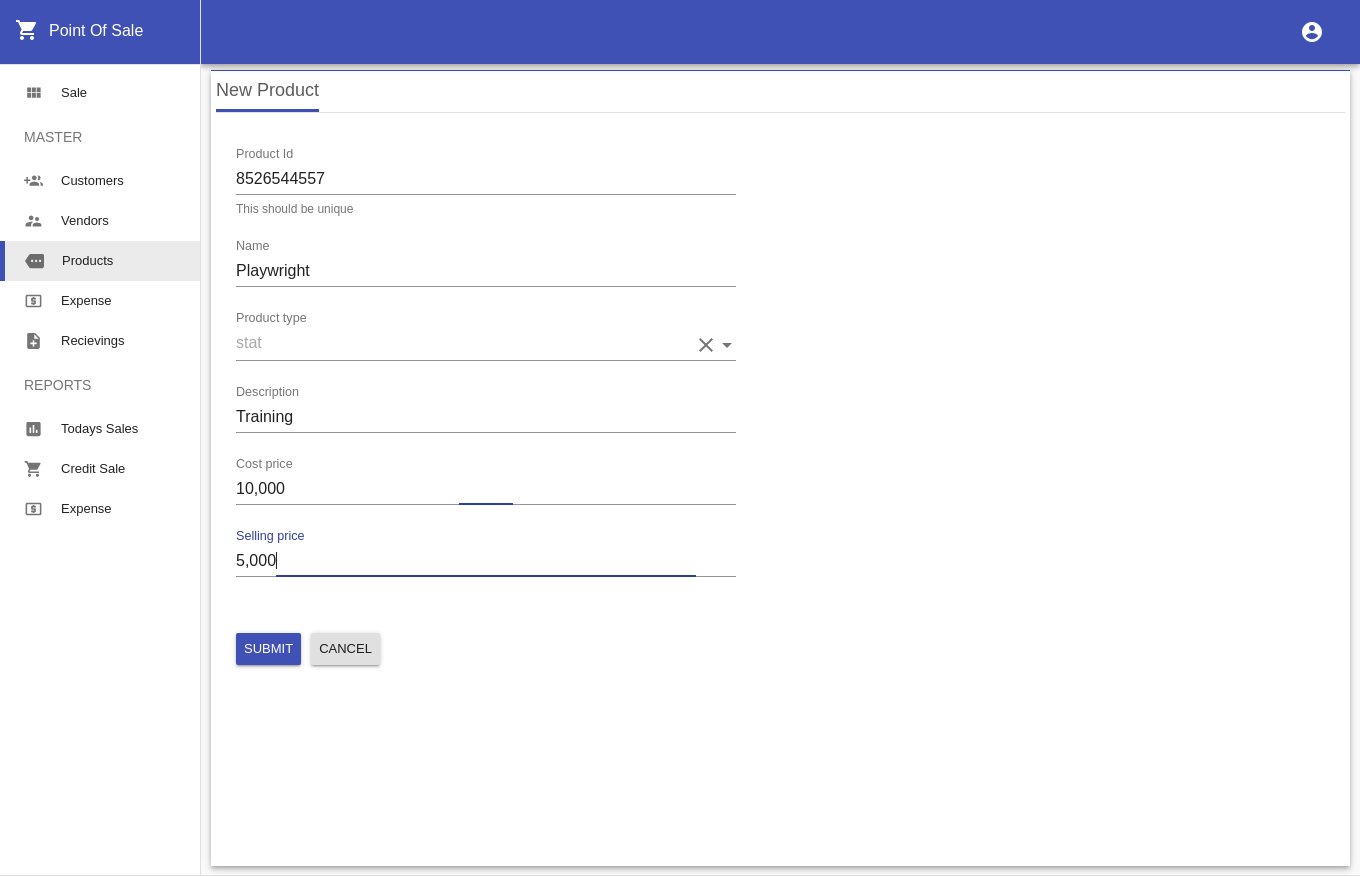 Point Of Sale
Sale
MASTER
Customers
Vendors
Products
Expense
Recievings
REPORTS
Todays Sales
Credit Sale
Expense
New Product
Product Id
8526544557
This should be unique
Name
Playwright
Product type
stat
Description
Training
Cost price
10,000
Selling price
5,000
SUBMIT CANCEL